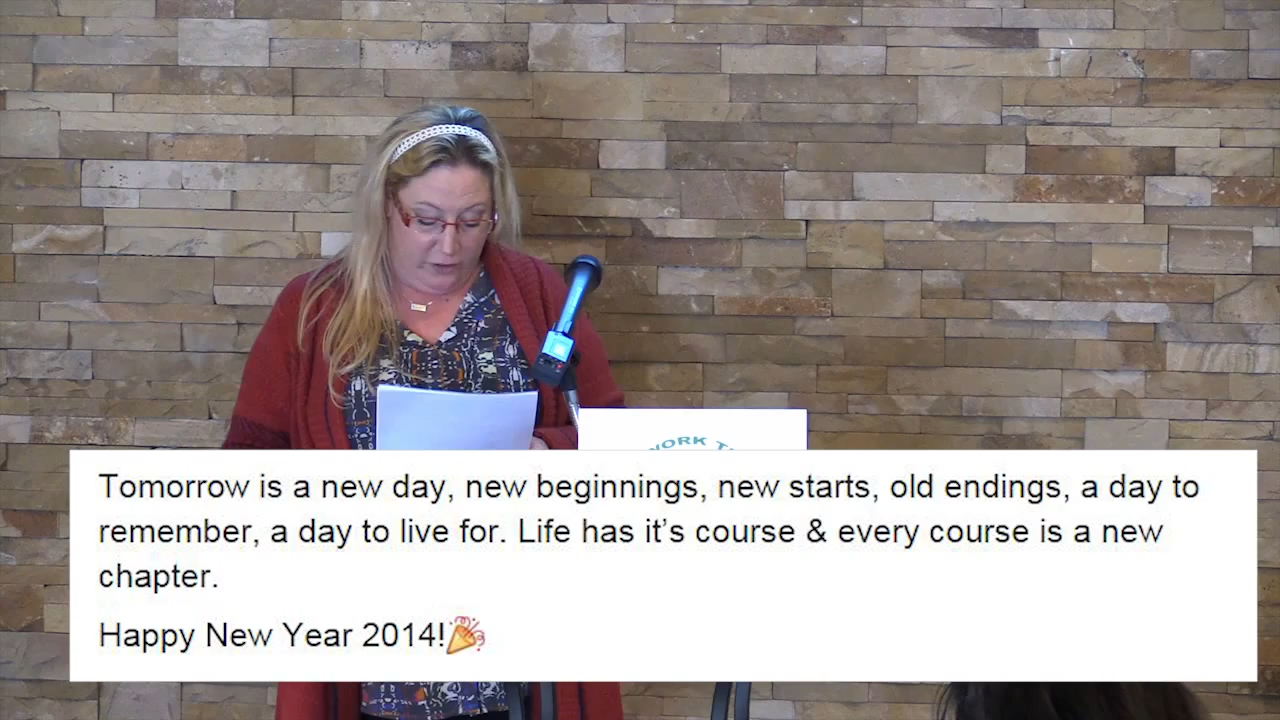 WORK
Tomorrow is a new day, new beginnings, new starts, old endings, a day to
remember, a day to live for. Life has it’s course & every course is a new
chapter.
Happy New Year 2014!🎉